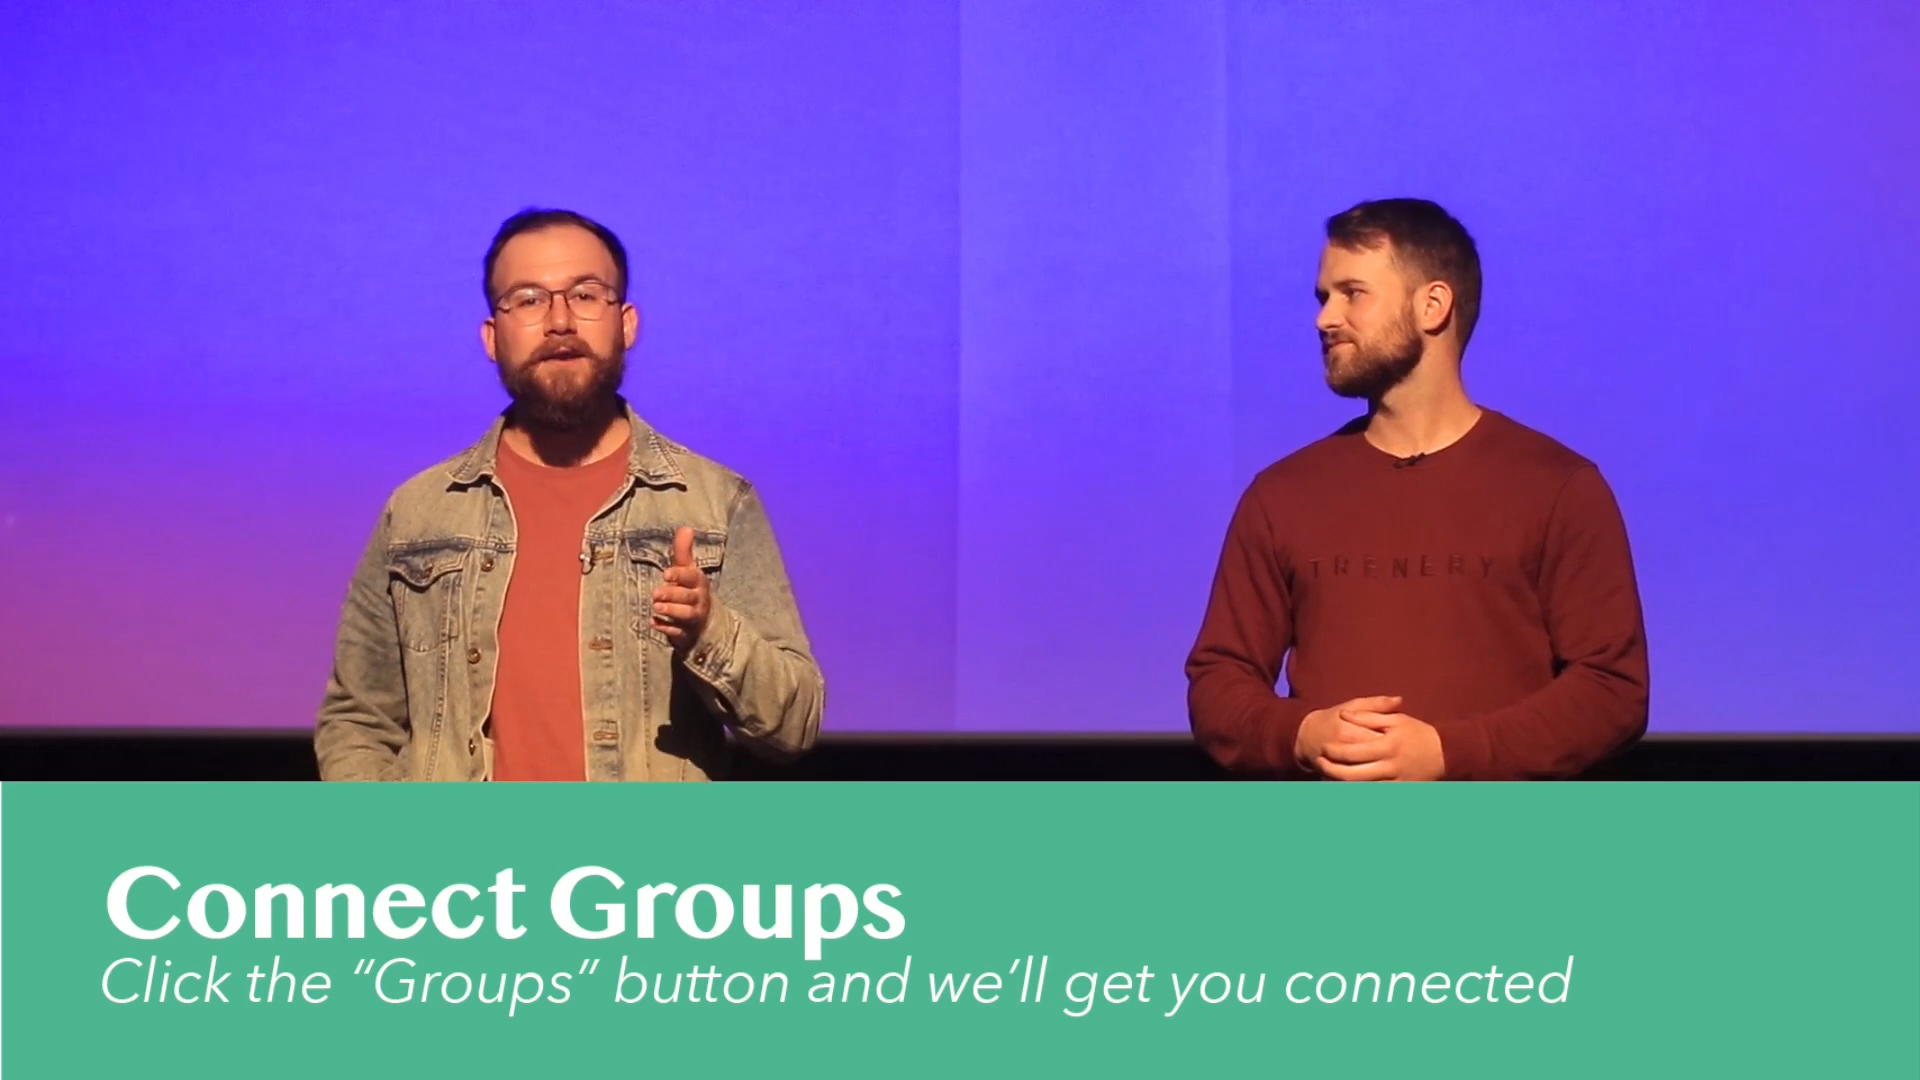 TRENERY
Connect Groups
Click the “Groups” button and we’ll get you connected